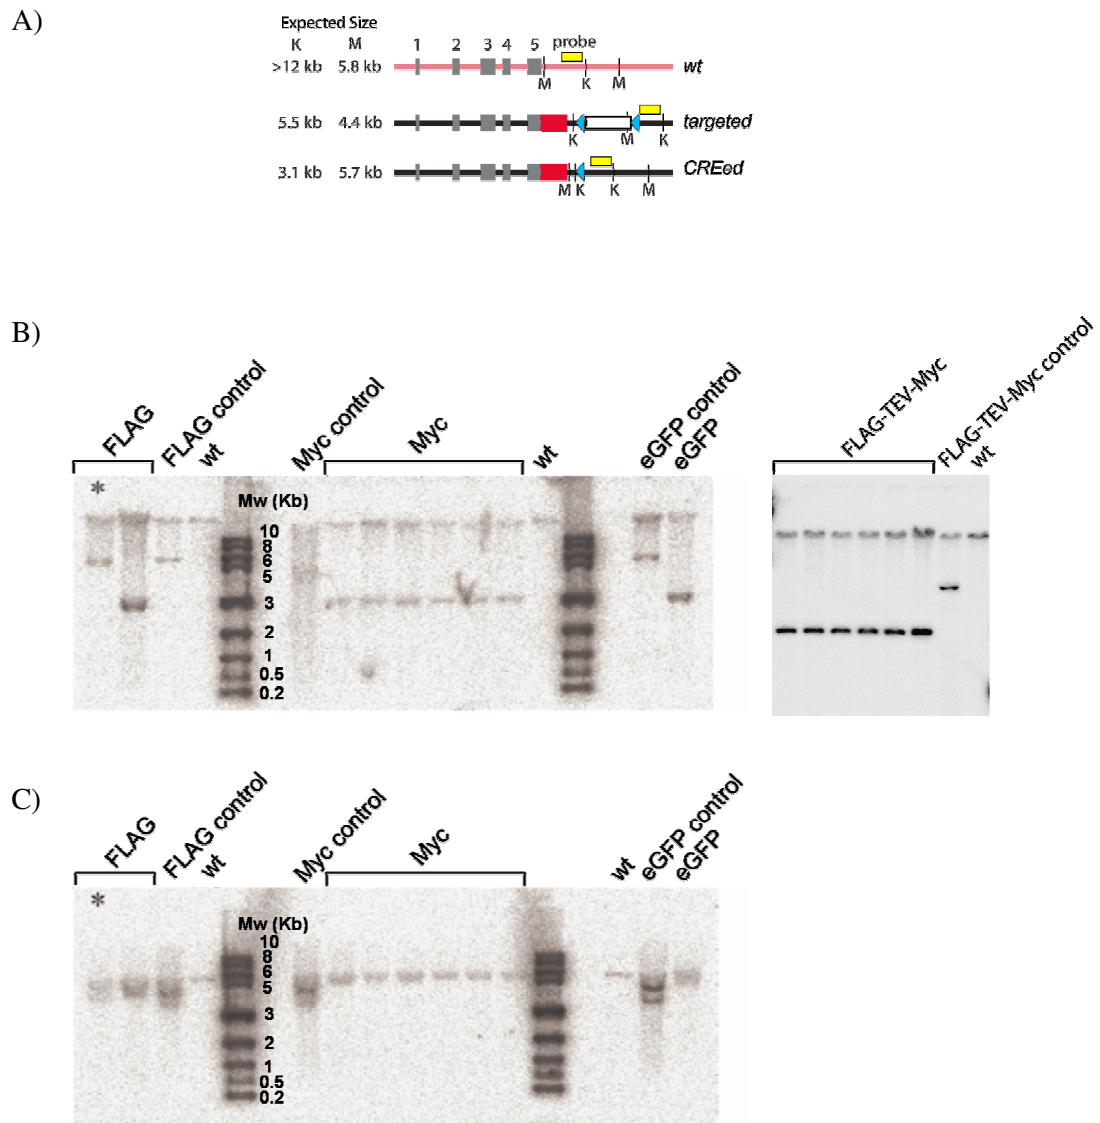 A)
Expected Size
K M 1 2 3 4 5 probe
>12 kb 5.8 kb wt
M K M
5.5 kb 4.4 kb targeted
K M K
3.1 kb 5.7 kb CREed
M K K M
B)
FLAG
FLAG control
wt
Myc control
Myc
wt
eGFP control
eGFP
FLAG-TEV-Myc
FLAG-TEV-Myc control
wt
*
Mw (Kb)
10
8
6
5
3
2
1
0.5
0.2
C)
FLAG
FLAG control
wt
Myc control
Myc
wt
eGFP control
eGFP
*
Mw (Kb)
10
8
6
5
3
2
1
0.5
0.2